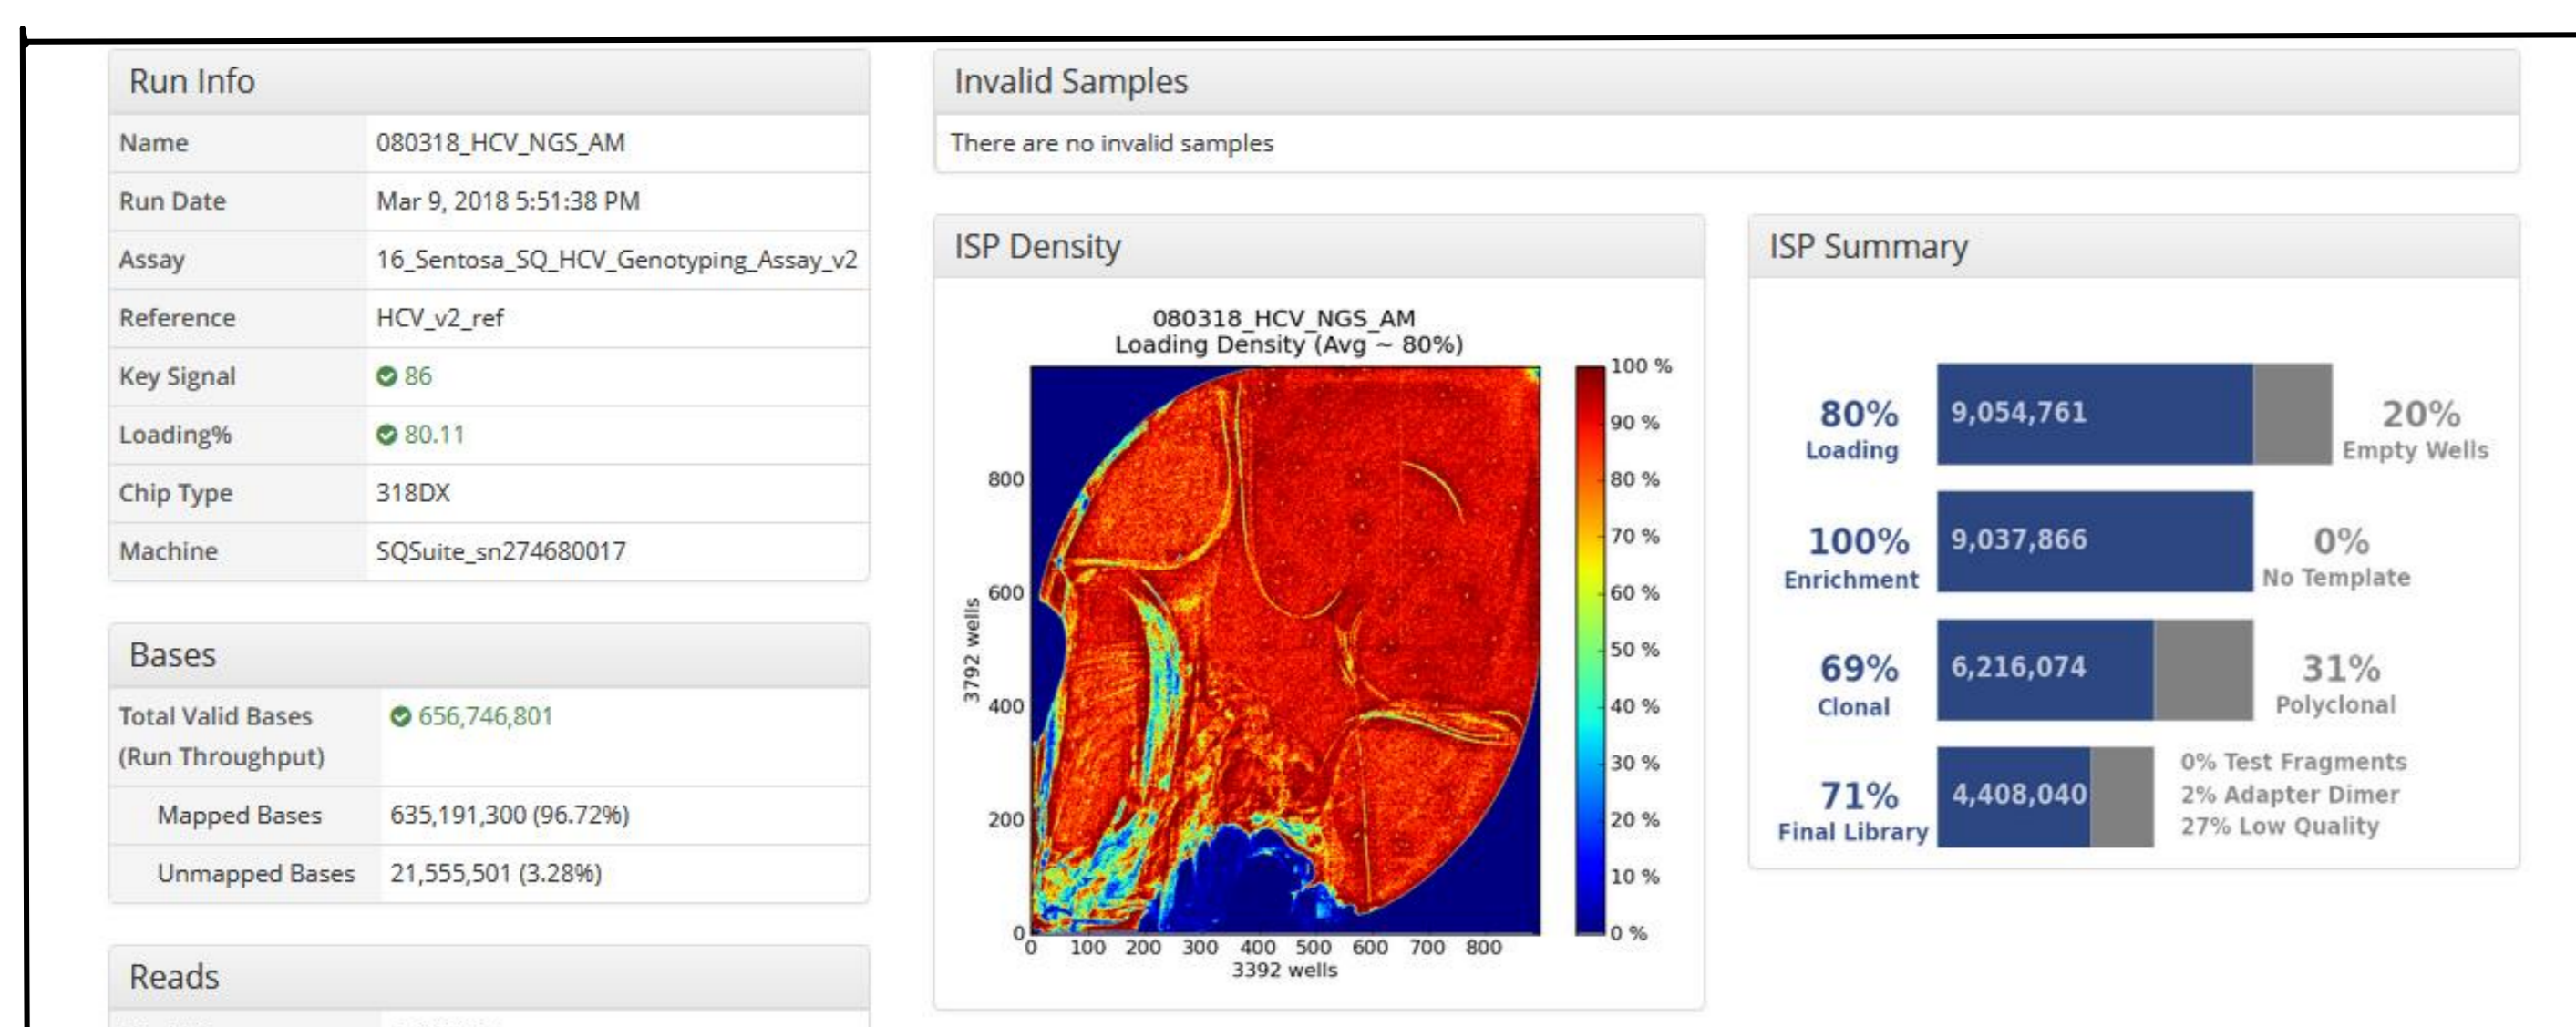 Run Info
Name 080318_HCV_NGS_AM
Run Date Mar 9, 2018 5:51:38 PM
Assay 16_Sentosa_SQ_HCV_Genotyping_Assay_v2
Reference HCV_v2_ref
Key Signal 86
Loading% 80.11
Chip Type 318DX
Machine SQSuite_sn274680017
Bases
Total Valid Bases 656,746,801
(Run Throughput)
Mapped Bases 635,191,300 (96.72%)
Unmapped Bases 21,555,501 (3.28%)
Reads
Invalid Samples
There are no invalid samples
ISP Density
080318_HCV_NGS_AM
Loading Density (Avg ~ 80%)
100 %
90 %
80 %
70 %
60 %
50 %
40 %
30 %
20 %
10 %
0 %
800
600
400
200
0
3792 wells
0 100 200 300 400 500 600 700 800
3392 wells
ISP Summary
80% 9,054,761 20%
Loading Empty Wells
100% 9,037,866 0%
Enrichment No Template
69% 6,216,074 31%
Clonal Polyclonal
71% 4,408,040
Final Library
0% Test Fragments
2% Adapter Dimer
27% Low Quality